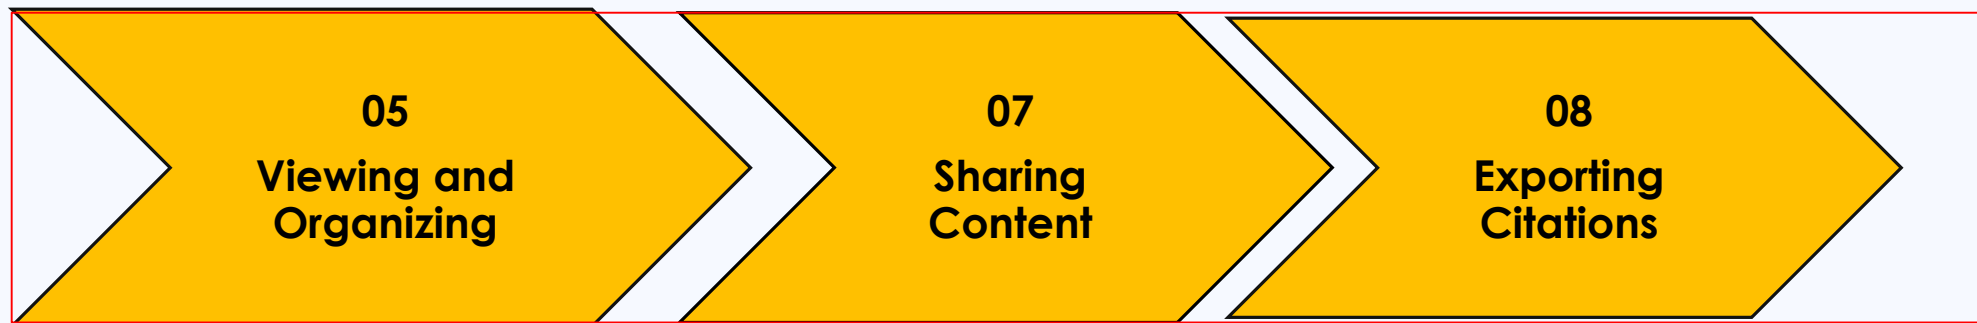 05
Viewing and
Organizing
07
Sharing
Content
08
Exporting
Citations